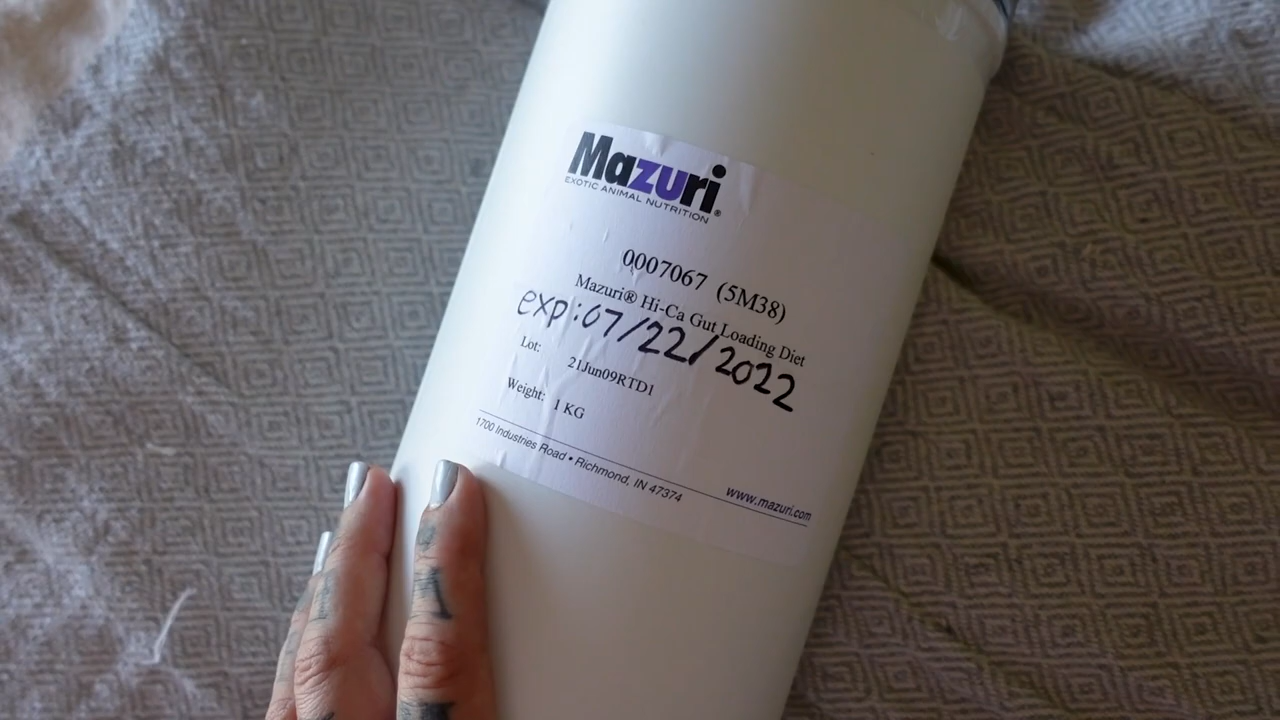 Mazuri®
EXOTIC ANIMAL NUTRITION
0007067 (5M38)
Mazuri® Hi-Ca Gut Loading Diet
exp:07/22/2022
Lot: 21Jun09RTD1
Weight: 1 KG
1700 Industries Road • Richmond, IN 47374
www.mazuri.com